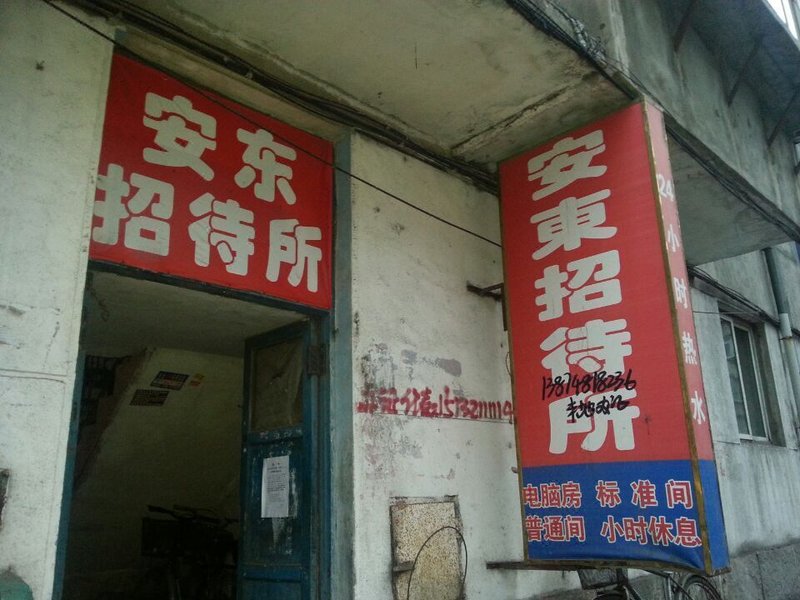 安东
招待所
安東招待所
24小时热水
13874818236
电脑房 标准间
普通间 小时休息